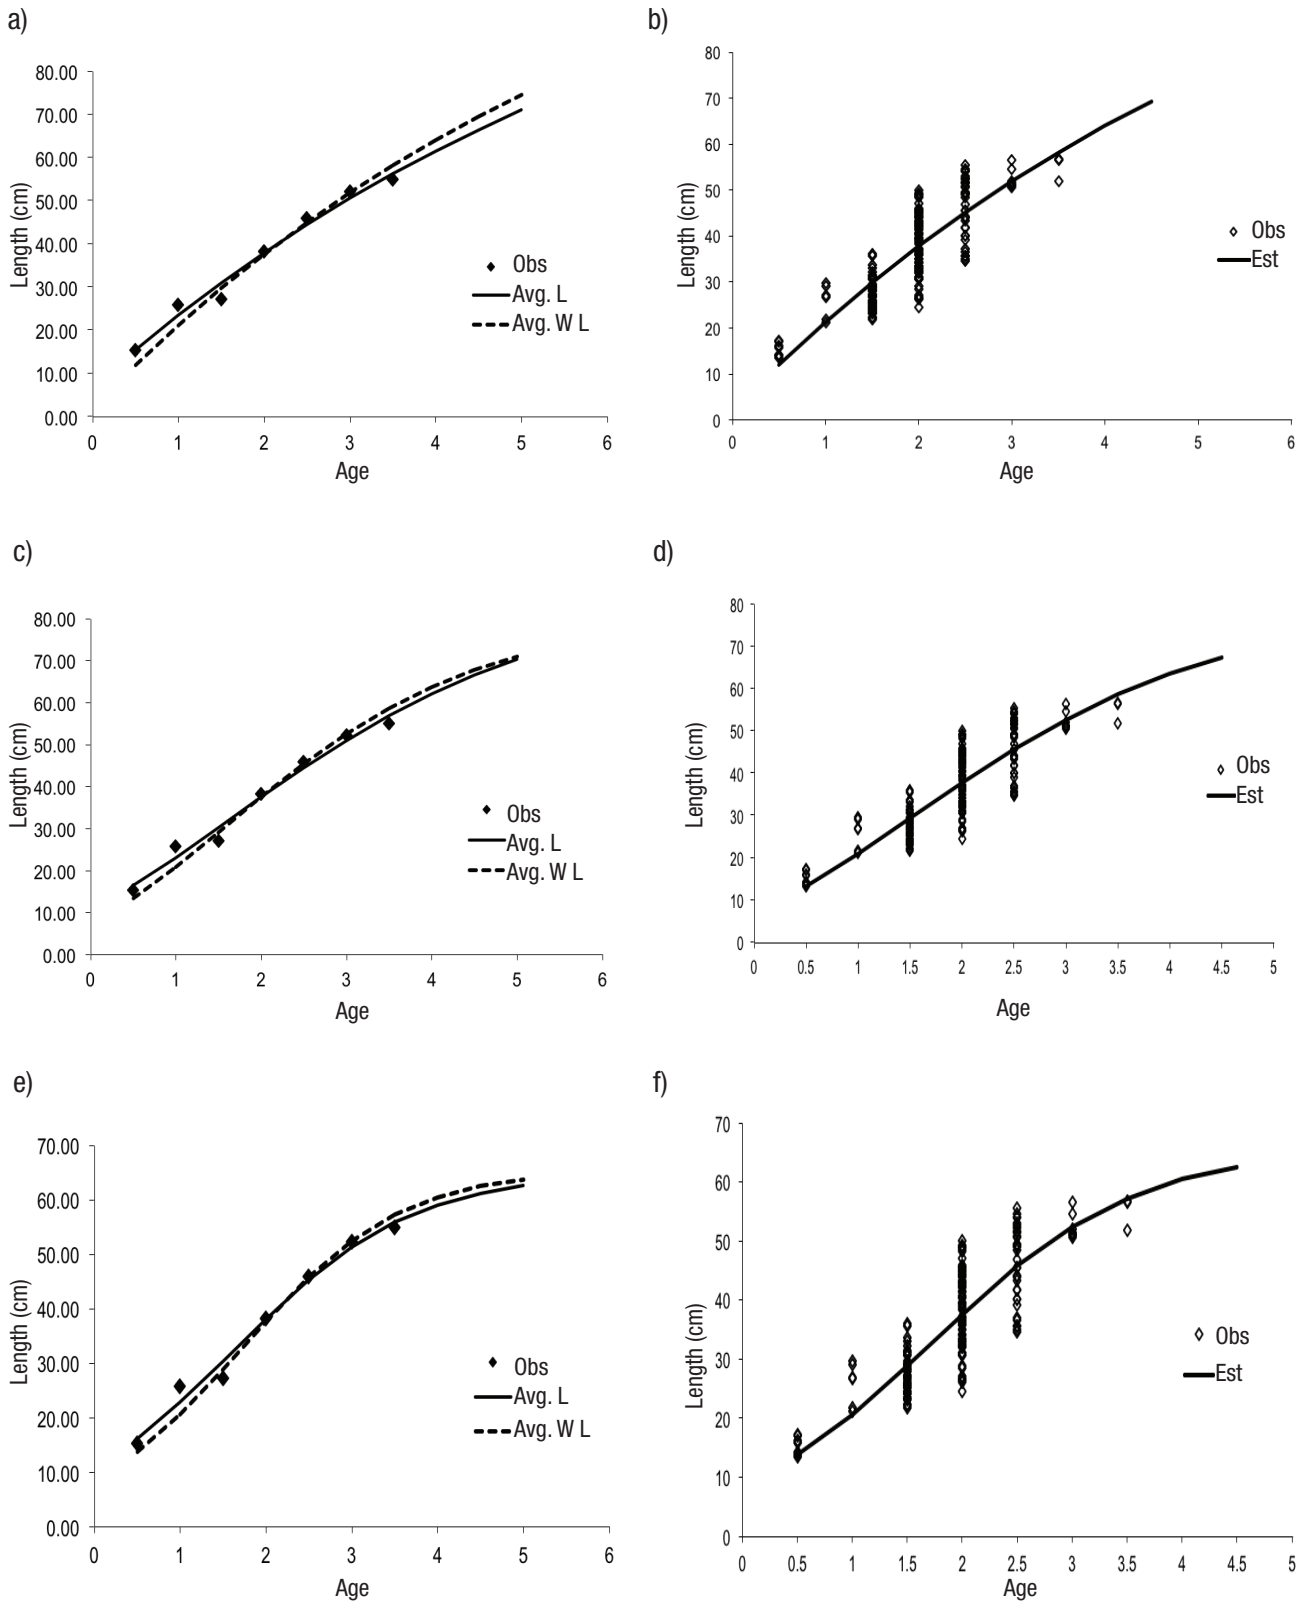 a)
80.00
70.00
60.00
50.00
40.00
30.00
20.00
10.00
0.00
Length (cm)
Obs
Avg. L
Avg. W L
0 1 2 3 4 5 6
Age
b)
80
70
60
50
40
30
20
10
0
Length (cm)
Obs
Est
0 1 2 3 4 5 6
Age
c)
80.00
70.00
60.00
50.00
40.00
30.00
20.00
10.00
0.00
Length (cm)
Obs
Avg. L
Avg. W L
0 1 2 3 4 5 6
Age
d)
80
70
60
50
40
30
20
10
0
Length (cm)
Obs
Est
0 0.5 1 1.5 2 2.5 3 3.5 4 4.5 5
Age
e)
70.00
60.00
50.00
40.00
30.00
20.00
10.00
0.00
Length (cm)
Obs
Avg. L
Avg. W L
0 1 2 3 4 5 6
Age
f)
70
60
50
40
30
20
10
0
Length (cm)
Obs
Est
0 0.5 1 1.5 2 2.5 3 3.5 4 4.5 5
Age